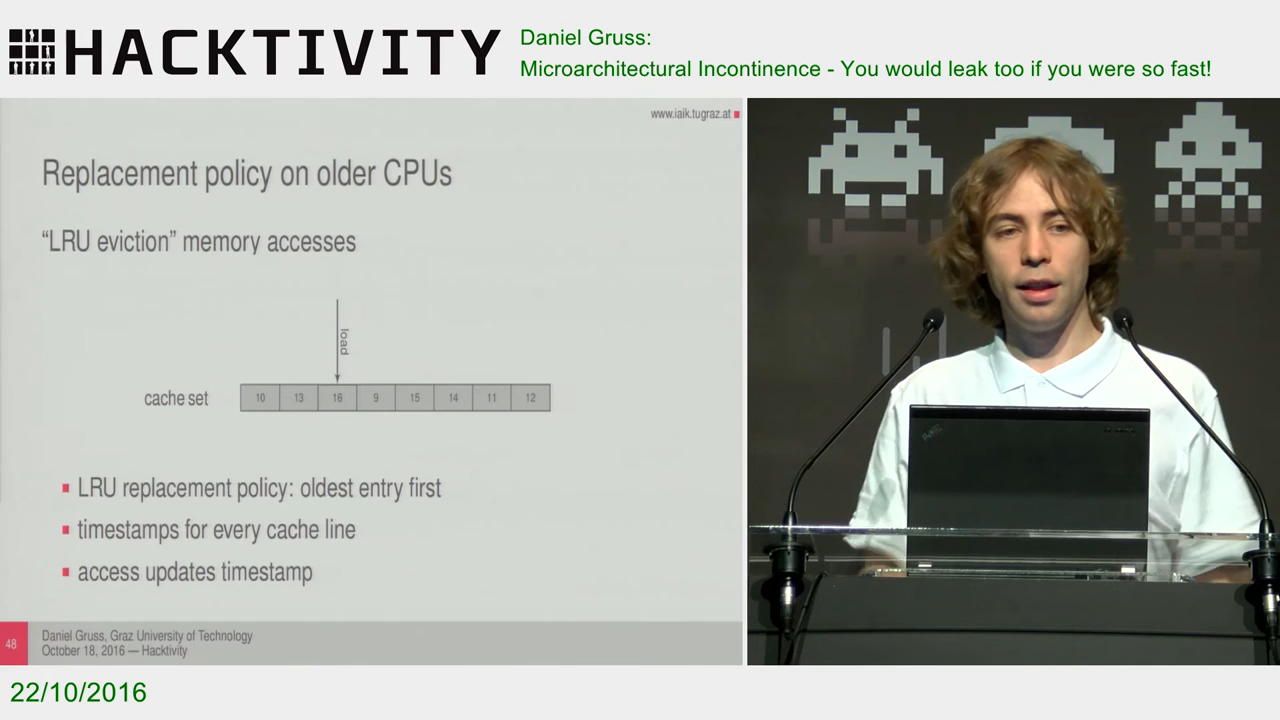 HACKTIVITY
Daniel Gruss:
Microarchitectural Incontinence - You would leak too if you were so fast!
www.iaik.tugraz.at
Replacement policy on older CPUs
“LRU eviction” memory accesses
load
cache set
10 13 16 9 15 14 11 12
LRU replacement policy: oldest entry first
timestamps for every cache line
access updates timestamp
48
Daniel Gruss, Graz University of Technology
October 18, 2016 — Hacktivity
22/10/2016